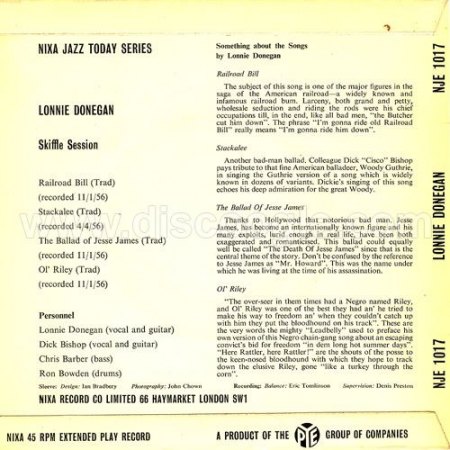 NIXA JAZZ TODAY SERIES
LONNIE DONEGAN
Skiffle Session
Railroad Bill (Trad)
(recorded 11/1/56)
Stackalee (Trad)
(recorded 4/4/56)
The Ballad of Jesse James (Trad)
(recorded 11/1/56)
Ol' Riley (Trad)
(recorded 11/1/56)
Personnel
Lonnie Donegan (vocal and guitar)
Dick Bishop (vocal and guitar)
Chris Barber (bass)
Ron Bowden (drums)
Something about the Songs
by Lonnie Donegan
Railroad Bill
The subject of this song is one of the major figures in the
saga of the American railroad—a widely known and
infamous railroad bum. Larceny, both grand and petty,
wholesale seduction and riding the rods were his chief
occupations till, in the end, like all bad men, "the Butcher
cut him down". The phrase "I'm gonna ride old Railroad
Bill" really means "I'm gonna ride him down".
Stackalee
Another bad-man ballad. Colleague Dick "Cisco" Bishop
pays tribute to that fine American balladeer, Woody Guthrie,
in singing the Guthrie version of a song which is widely
known in dozens of variants. Dickie's singing of this song
echoes his deep admiration for the great Woody.
The Ballad Of Jesse James
Thanks to Hollywood that notorious bad man, Jesse
James, has become an internationally known figure and his
many exploits, lurid enough in real life, have been both
exaggerated and romanticised. This ballad could equally
well be called "The Death Of Jesse James" since that is the
central theme of the story. Don't be confused by the reference
to Jesse James as "Mr. Howard". This was the name under
which he was living at the time of his assassination.
Ol' Riley
"The over-seer in them times had a Negro named Riley,
and Ol' Riley was one of the best they had an' he tried to
make his way to freedom an' when they couldn't catch up
with him they put the bloodhound on his track". These are
the very words the mighty "Leadbelly" used to preface his
own version of this Negro chain-gang song about an escaping
convict's bid for freedom "in dem long hot summer days".
"Here Rattler, here Rattler!" are the shouts of the posse to
the keen-nosed bloodhound with which they hope to track
down the elusive Riley, gone "like a turkey through the
corn".
Sleeve: Design: Ian Bradbury Photography: John Chown Recording: Balance: Eric Tomlinson Supervision: Denis Preston
NIXA RECORD CO LIMITED 66 HAYMARKET LONDON SW1
NIXA 45 RPM EXTENDED PLAY RECORD
A PRODUCT OF THE PYE GROUP OF COMPANIES
NJE 1017
LONNIE DONEGAN
NJE 1017